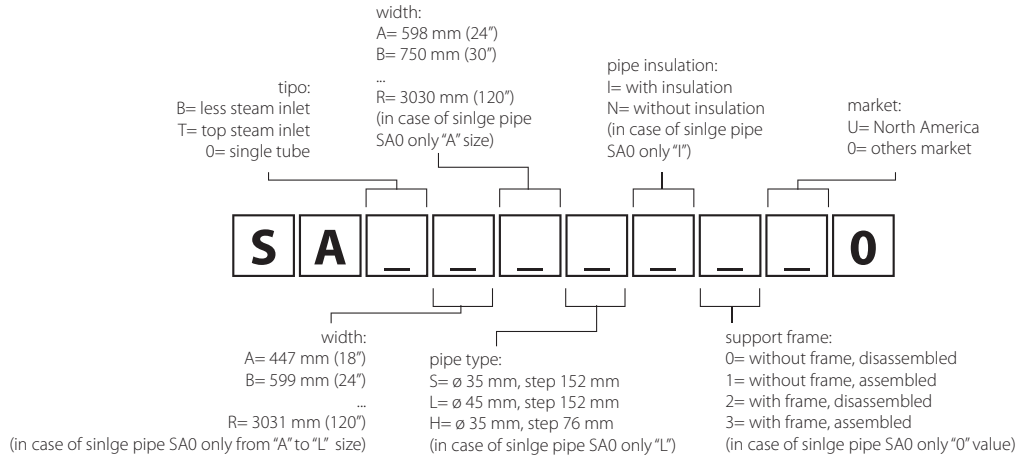 width:
A= 598 mm (24”)
B= 750 mm (30”)
...
R= 3030 mm (120”)
(in case of sinlge pipe
SA0 only “A” size)
tipo:
B= less steam inlet
T= top steam inlet
0= single tube
pipe insulation:
I= with insulation
N= without insulation
(in case of sinlge pipe
SA0 only “I”)
market:
U= North America
0= others market
S A _ _ _ _ _ _ _ 0
width:
A= 447 mm (18”)
B= 599 mm (24”)
...
R= 3031 mm (120”)
(in case of sinlge pipe SA0 only from “A” to “L” size)
pipe type:
S= ø 35 mm, step 152 mm
L= ø 45 mm, step 152 mm
H= ø 35 mm, step 76 mm
(in case of sinlge pipe SA0 only “L”)
support frame:
0= without frame, disassembled
1= without frame, assembled
2= with frame, disassembled
3= with frame, assembled
(in case of sinlge pipe SA0 only “0” value)